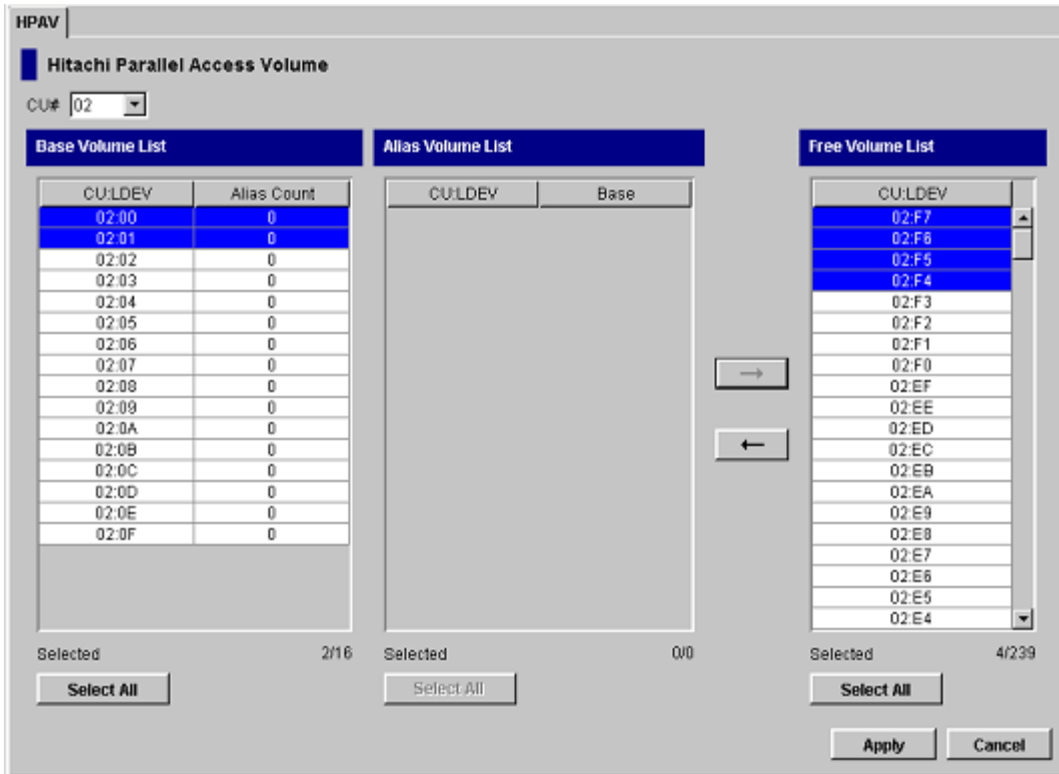 HPAV
Hitachi Parallel Access Volume
CU# 02
Base Volume List Alias Volume List Free Volume List
CU:LDEV Alias Count CU:LDEV Base CU:LDEV
02:00 0 02:F7
02:01 0 02:F6
02:02 0 02:F5
02:03 0 02:F4
02:04 0 02:F3
02:05 0 02:F2
02:06 0 02:F1
02:07 0 02:F0
02:08 0 02:EF
02:09 0 02:EE
02:0A 0 02:ED
02:0B 0 02:EC
02:0C 0 02:EB
02:0D 0 02:EA
02:0E 0 02:E9
02:0F 0 02:E8
02:E7
02:E6
02:E5
02:E4
Selected 2/16 Selected 0/0 Selected 4/239
Select All Select All Select All
Apply Cancel